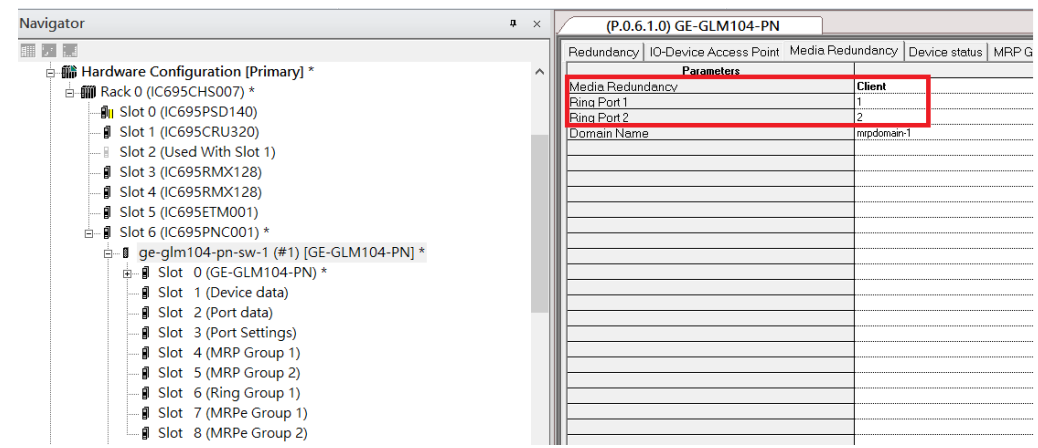 Navigator
Hardware Configuration [Primary] *
Rack 0 (IC695CHS007) *
Slot 0 (IC695PSD140)
Slot 1 (IC695CRU320)
Slot 2 (Used With Slot 1)
Slot 3 (IC695RMX128)
Slot 4 (IC695RMX128)
Slot 5 (IC695ETM001)
Slot 6 (IC695PNC001) *
ge-glm104-pn-sw-1 (#1) [GE-GLM104-PN] *
Slot 0 (GE-GLM104-PN) *
Slot 1 (Device data)
Slot 2 (Port data)
Slot 3 (Port Settings)
Slot 4 (MRP Group 1)
Slot 5 (MRP Group 2)
Slot 6 (Ring Group 1)
Slot 7 (MRPe Group 1)
Slot 8 (MRPe Group 2)
(P.0.6.1.0) GE-GLM104-PN
Redundancy IO-Device Access Point Media Redundancy Device status MRP G
Parameters
Media Redundancy Client
Ring Port 1 1
Ring Port 2 2
Domain Name mrpdomain-1